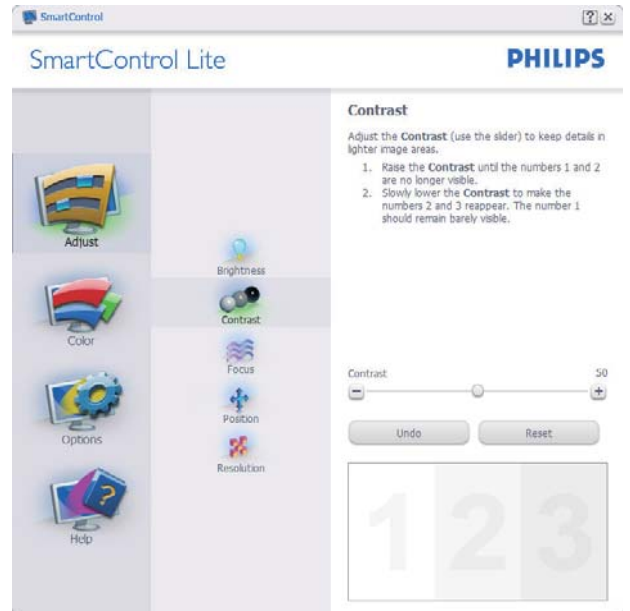 SmartControl
SmartControl Lite
PHILIPS
Adjust
Color
Options
Help
Brightness
Contrast
Focus
Position
Resolution
Contrast
Adjust the Contrast (use the slider) to keep details in
lighter image areas.
1. Raise the Contrast until the numbers 1 and 2
are no longer visible.
2. Slowly lower the Contrast to make the
numbers 2 and 3 reappear. The number 1
should remain barely visible.
Contrast 50
Undo Reset
1 2 3